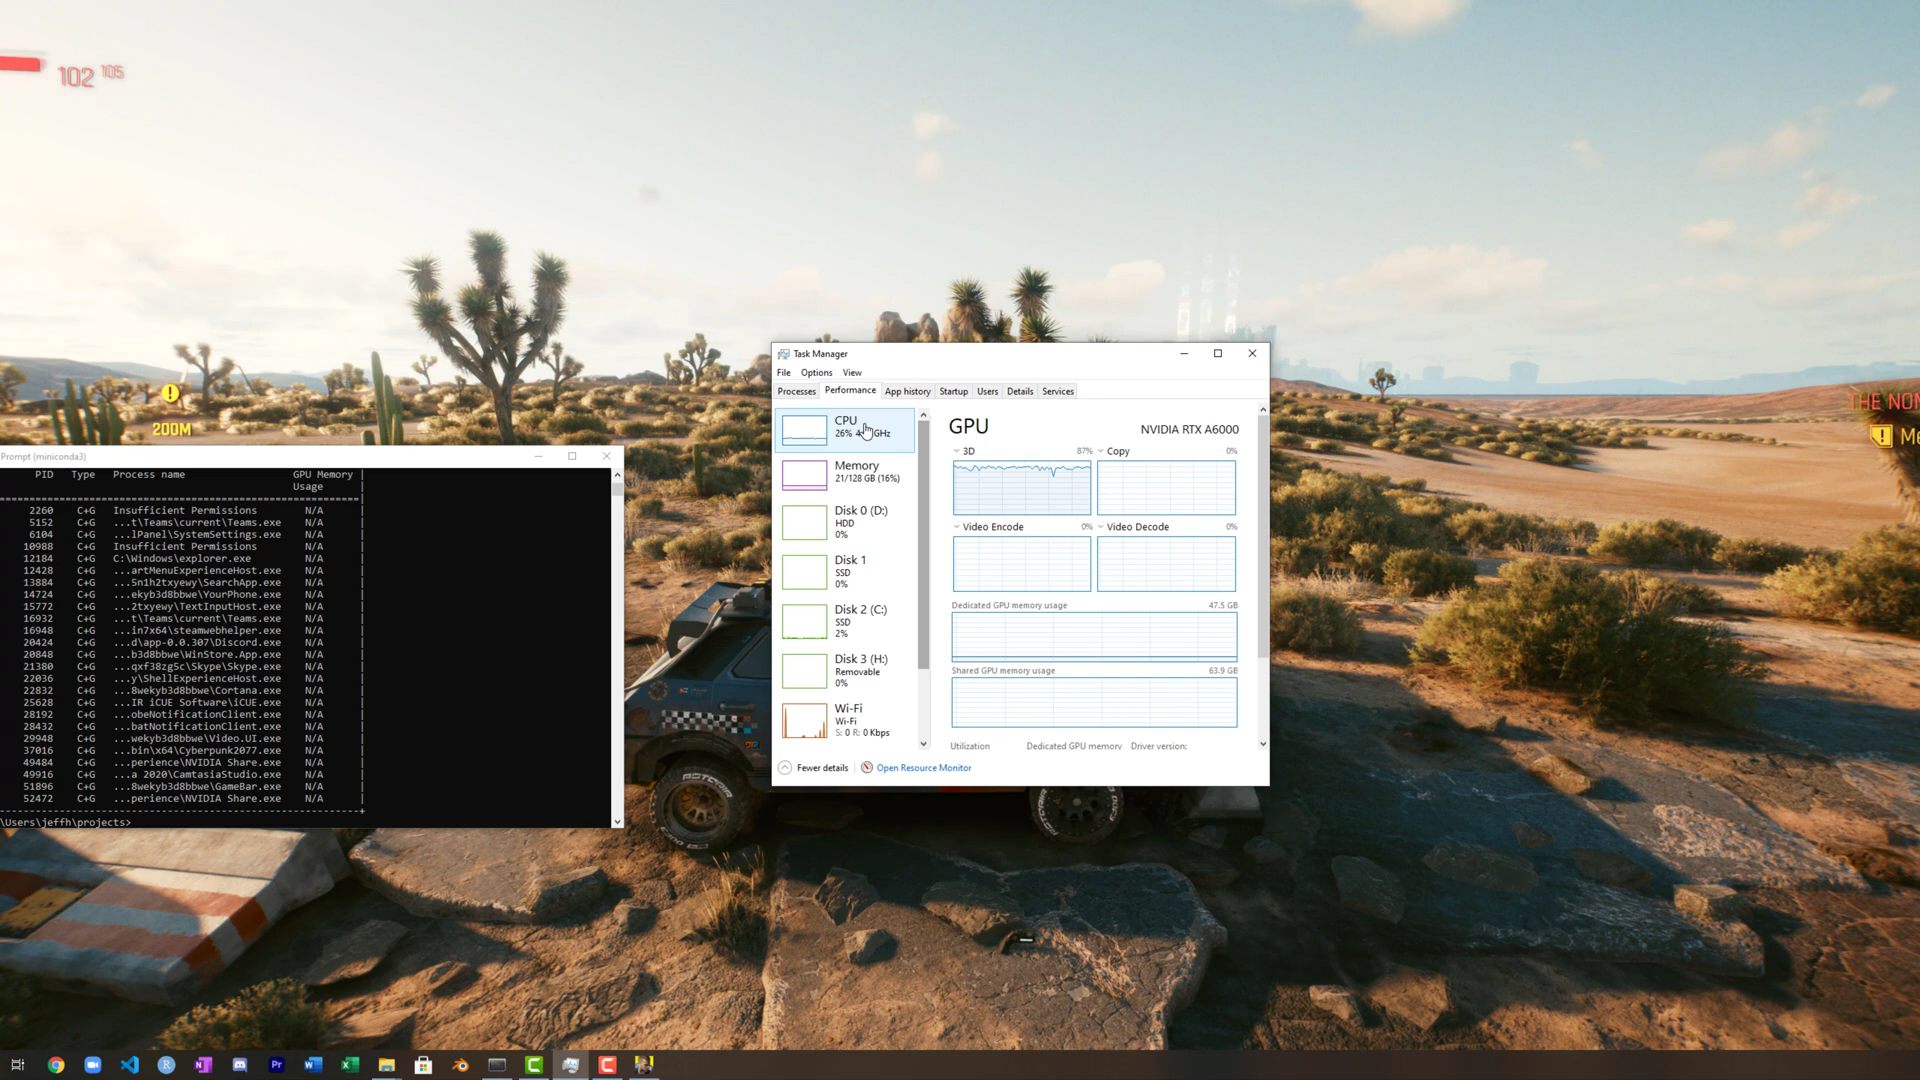 102 105
200M
THE NOM
Prompt (miniconda3)
PID Type Process name GPU Memory |
Usage |
2260 C+G Insufficient Permissions N/A |
5152 C+G ...t\Teams\current\Teams.exe N/A |
6104 C+G ...lPanel\SystemSettings.exe N/A |
10988 C+G Insufficient Permissions N/A |
12184 C+G C:\Windows\explorer.exe N/A |
12428 C+G ...artMenuExperienceHost.exe N/A |
13884 C+G ...5n1h2txyewy\SearchApp.exe N/A |
14724 C+G ...ekyb3d8bbwe\YourPhone.exe N/A |
15772 C+G ...2txyewy\TextInputHost.exe N/A |
16932 C+G ...t\Teams\current\Teams.exe N/A |
16948 C+G ...in7x64\steamwebhelper.exe N/A |
20424 C+G ...d\app-0.0.307\Discord.exe N/A |
20848 C+G ...b3d8bbwe\WinStore.App.exe N/A |
21380 C+G ...qxf38zg5c\Skype\Skype.exe N/A |
22036 C+G ...y\ShellExperienceHost.exe N/A |
22832 C+G ...8wekyb3d8bbwe\Cortana.exe N/A |
25628 C+G ...IR iCUE Software\iCUE.exe N/A |
28192 C+G ...obeNotificationClient.exe N/A |
28432 C+G ...batNotificationClient.exe N/A |
29948 C+G ...wekyb3d8bbwe\Video.UI.exe N/A |
37016 C+G ...bin\x64\Cyberpunk2077.exe N/A |
49484 C+G ...perience\NVIDIA Share.exe N/A |
49916 C+G ...a 2020\CamtasiaStudio.exe N/A |
51896 C+G ...8wekyb3d8bbwe\GameBar.exe N/A |
52472 C+G ...perience\NVIDIA Share.exe N/A |
\Users\jeffh\projects>
Task Manager
File Options View
Processes Performance App history Startup Users Details Services
CPU
26% GHz
Memory
21/128 GB (16%)
Disk 0 (D:)
HDD
0%
Disk 1
SSD
0%
Disk 2 (C:)
SSD
2%
Disk 3 (H:)
Removable
0%
Wi-Fi
Wi-Fi
S: 0 R: 0 Kbps
GPU NVIDIA RTX A6000
3D 87% Copy 0%
Video Encode 0% Video Decode 0%
Dedicated GPU memory usage 47.5 GB
Shared GPU memory usage 63.9 GB
Utilization Dedicated GPU memory Driver version:
Fewer details Open Resource Monitor